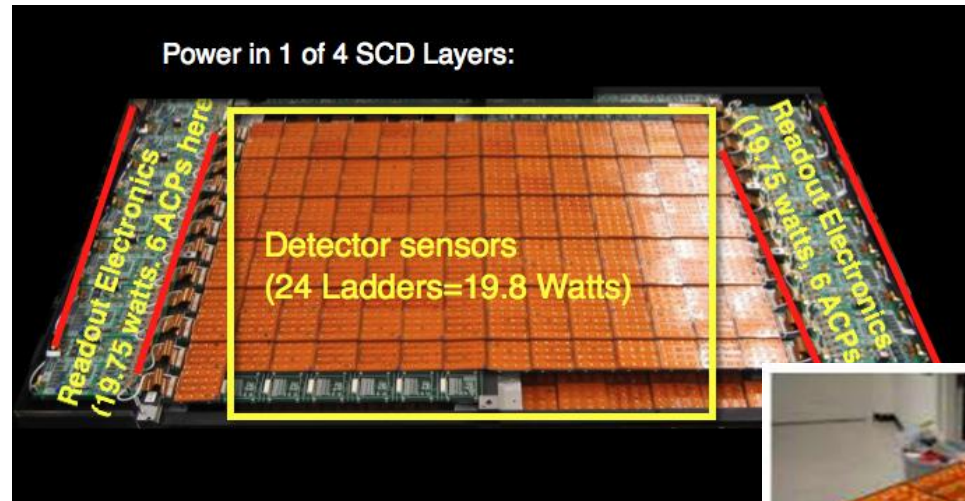 Power in 1 of 4 SCD Layers:
Readout Electronics
(19.75 watts. 6 ACPs here
Detector sensors
(24 Ladders=19.8 Watts)
Readout Electronics
(19.75 watts, 6 ACPs